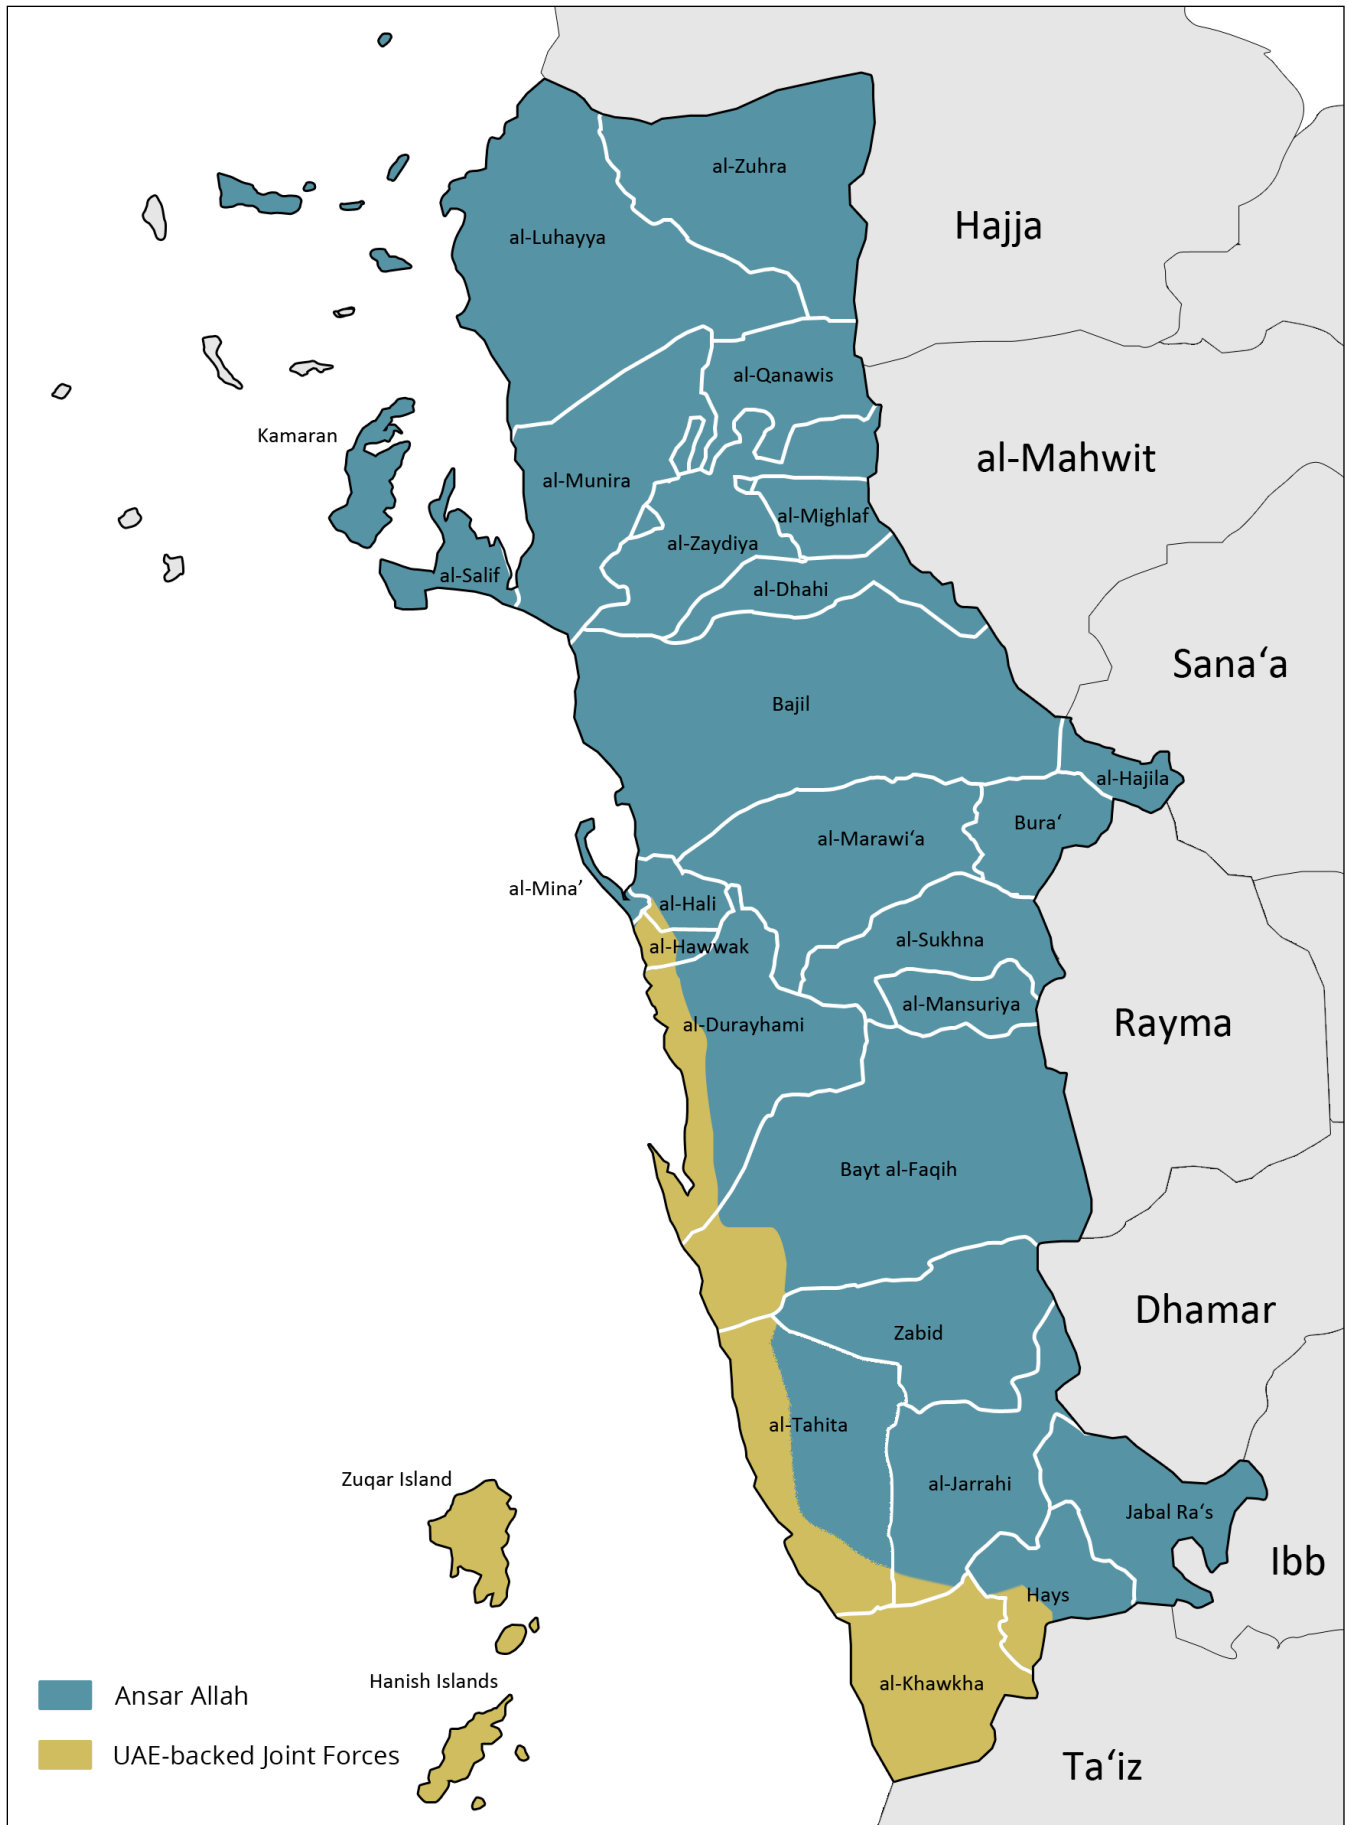 al-Zuhra
Hajja
al-Luhayya
al-Qanawis
Kamaran
al-Mahwit
al-Munira
al-Mighlaf
al-Zaydiya
al-Salif
al-Dhahi
Sana‘a
Bajil
al-Hajila
Bura‘
al-Marawi‘a
al-Mina’
al-Hali
al-Sukhna
al-Hawwak
al-Mansuriya
al-Durayhami
Rayma
Bayt al-Faqih
Dhamar
Zabid
al-Tahita
Zuqar Island
al-Jarrahi
Jabal Ra‘s
Ibb
Hays
Hanish Islands
al-Khawkha
Ansar Allah
UAE-backed Joint Forces
Ta‘iz